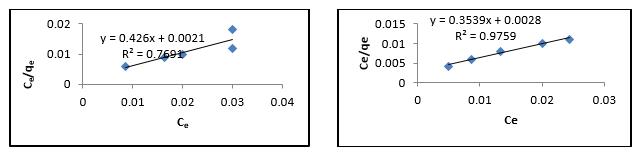 0.02
y = 0.426x + 0.0021
R² = 0.7691
0.01
0
0 0.01 0.02 0.03 0.04
Ce/qe
Ce
y = 0.3539x + 0.0028
R² = 0.9759
0.015
0.01
0.005
0
0 0.01 0.02 0.03
Ce/qe
Ce